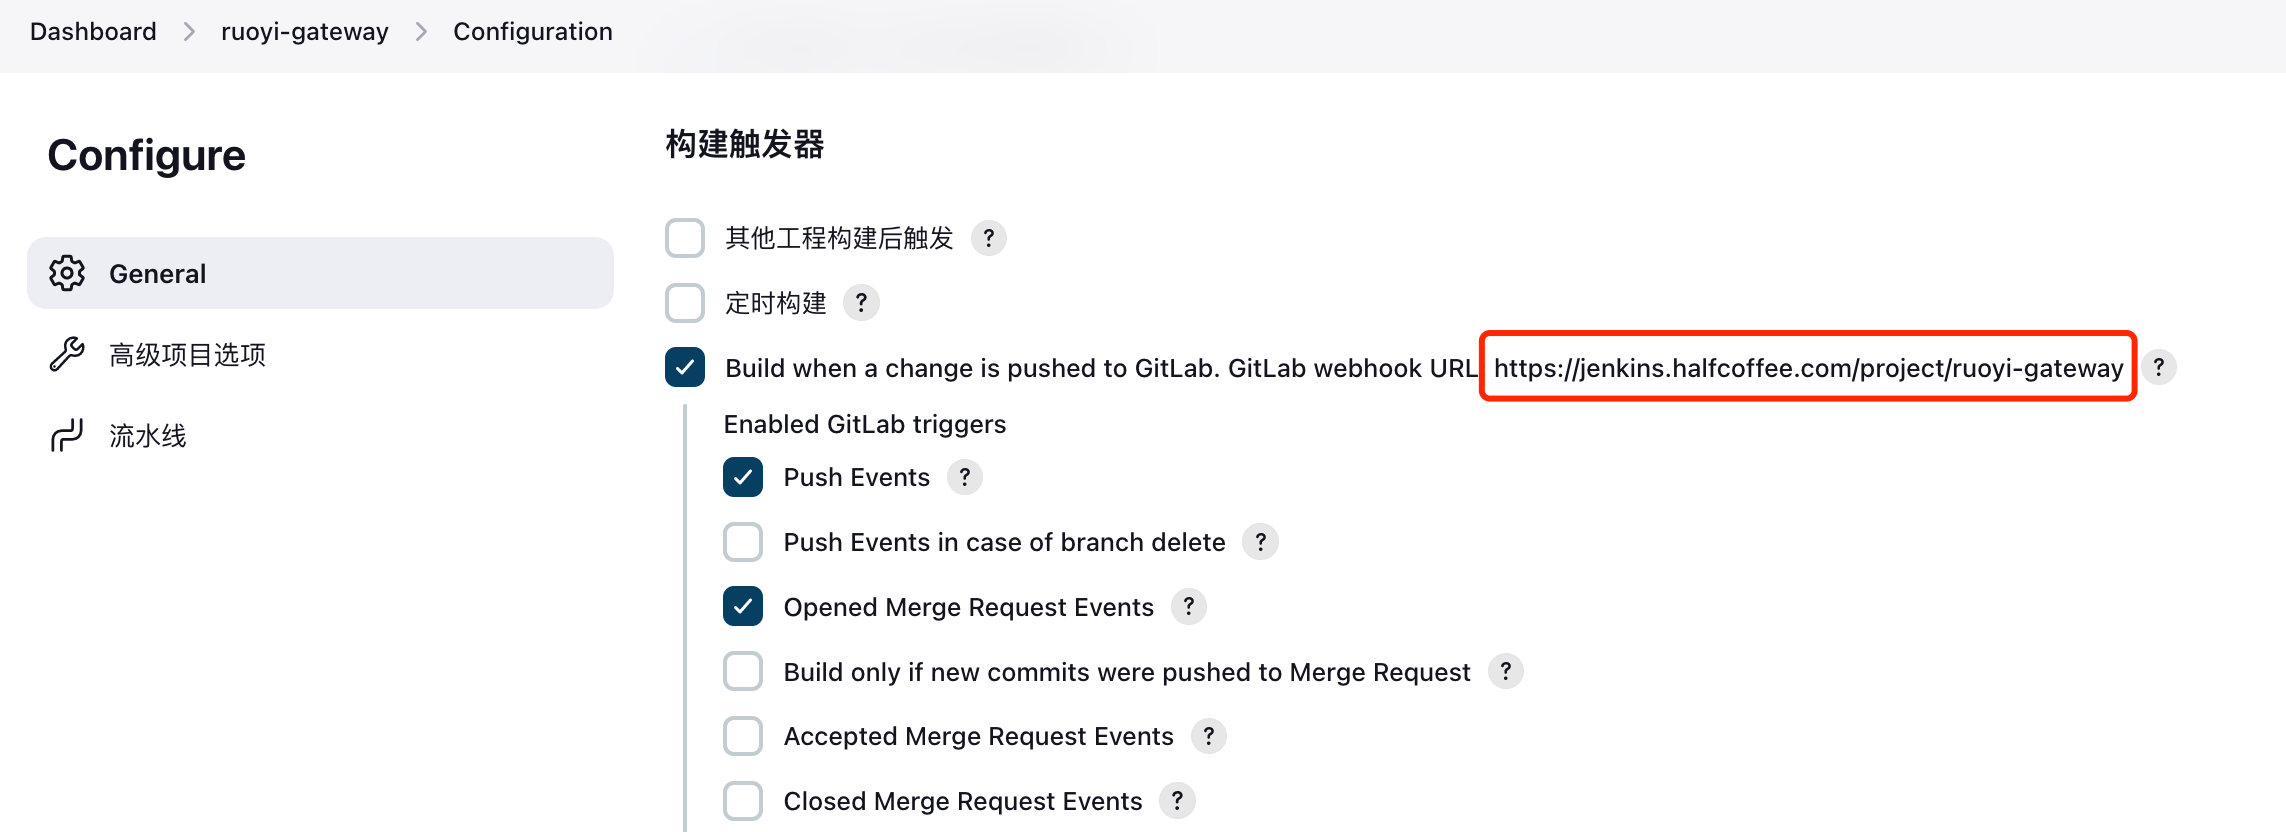 Dashboard > ruoyi-gateway > Configuration
Configure
General
高级项目选项
流水线
构建触发器
其他工程构建后触发 ?
定时构建 ?
Build when a change is pushed to GitLab. GitLab webhook URL https://jenkins.halfcoffee.com/project/ruoyi-gateway ?
Enabled GitLab triggers
Push Events ?
Push Events in case of branch delete ?
Opened Merge Request Events ?
Build only if new commits were pushed to Merge Request ?
Accepted Merge Request Events ?
Closed Merge Request Events ?